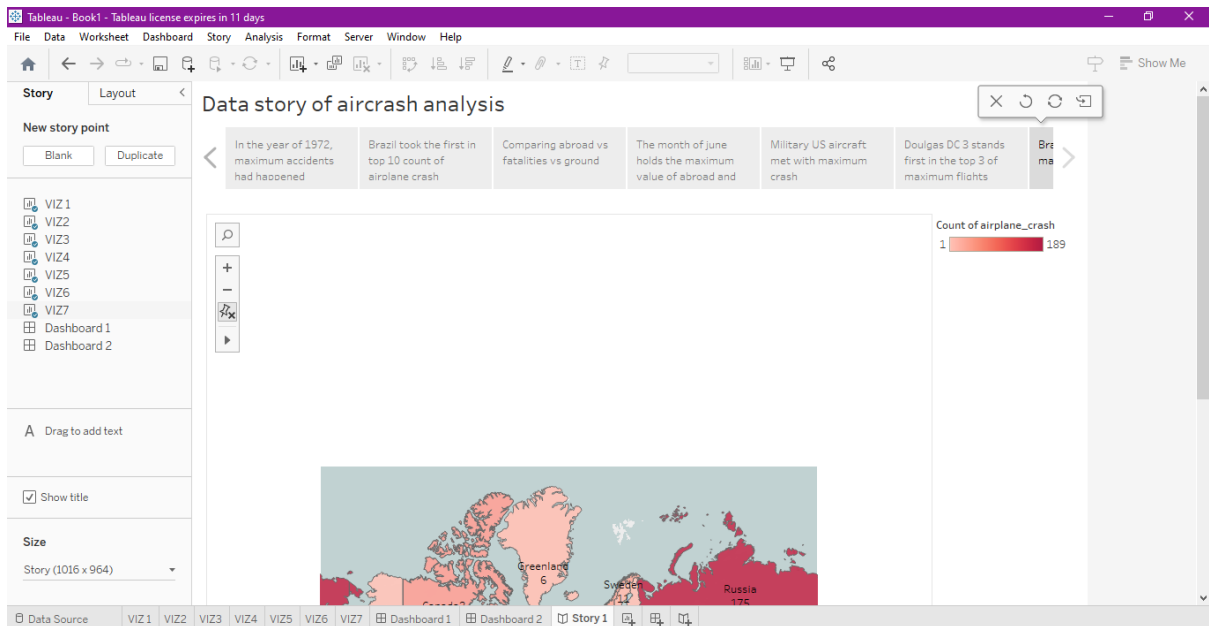 Tableau - Book1 - Tableau license expires in 11 days
File Data Worksheet Dashboard Story Analysis Format Server Window Help
Show Me
Story Layout
New story point
Blank Duplicate
VIZ 1
VIZ2
VIZ3
VIZ4
VIZ5
VIZ6
VIZ7
Dashboard 1
Dashboard 2
A Drag to add text
Show title
Size
Story (1016 x 964)
Data story of aircrash analysis
In the year of 1972,
maximum accidents
had happened
Brazil took the first in
top 10 count of
airplane crash
Comparing abroad vs
fatalities vs ground
The month of june
holds the maximum
value of abroad and
Military US aircraft
met with maximum
crash
Doulgas DC 3 stands
first in the top 3 of
maximum flights
Bra
ma
Count of airplane_crash
1 189
Greenland
6
Sweden
11
Russia
175
Data Source VIZ 1 VIZ2 VIZ3 VIZ4 VIZ5 VIZ6 VIZ7 Dashboard 1 Dashboard 2 Story 1